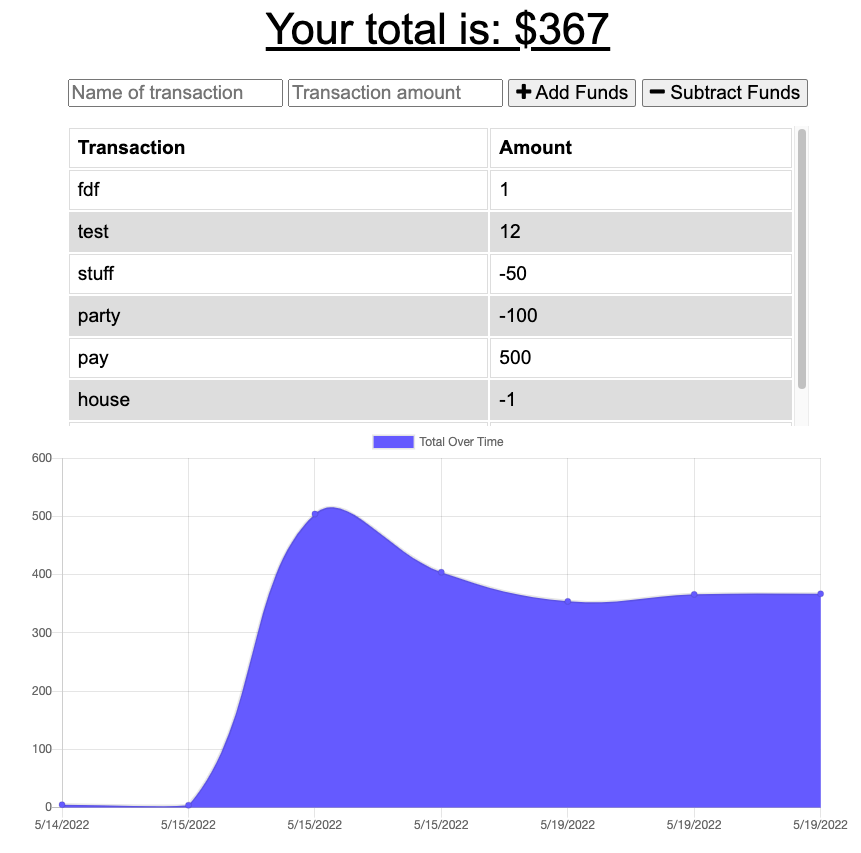 Your total is: $367
Name of transaction Transaction amount Add Funds Subtract Funds
Transaction Amount
fdf 1
test 12
stuff -50
party -100
pay 500
house -1
Total Over Time
600
500
400
300
200
100
0
5/14/2022 5/15/2022 5/15/2022 5/15/2022 5/19/2022 5/19/2022 5/19/2022